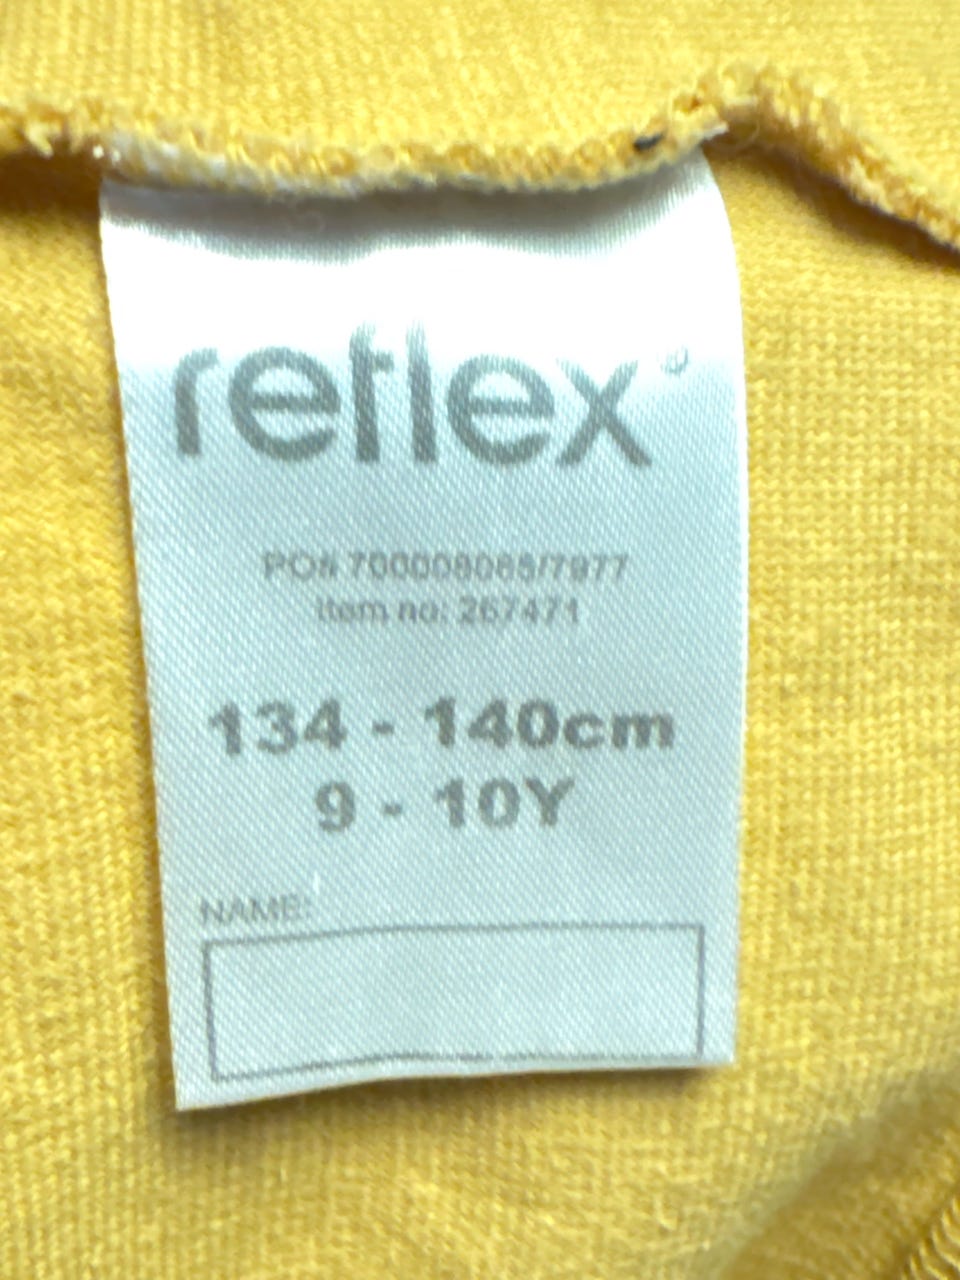 reflex®
PO# 700008065/7977
Item no: 267471
134 - 140cm
9 - 10Y
NAME: